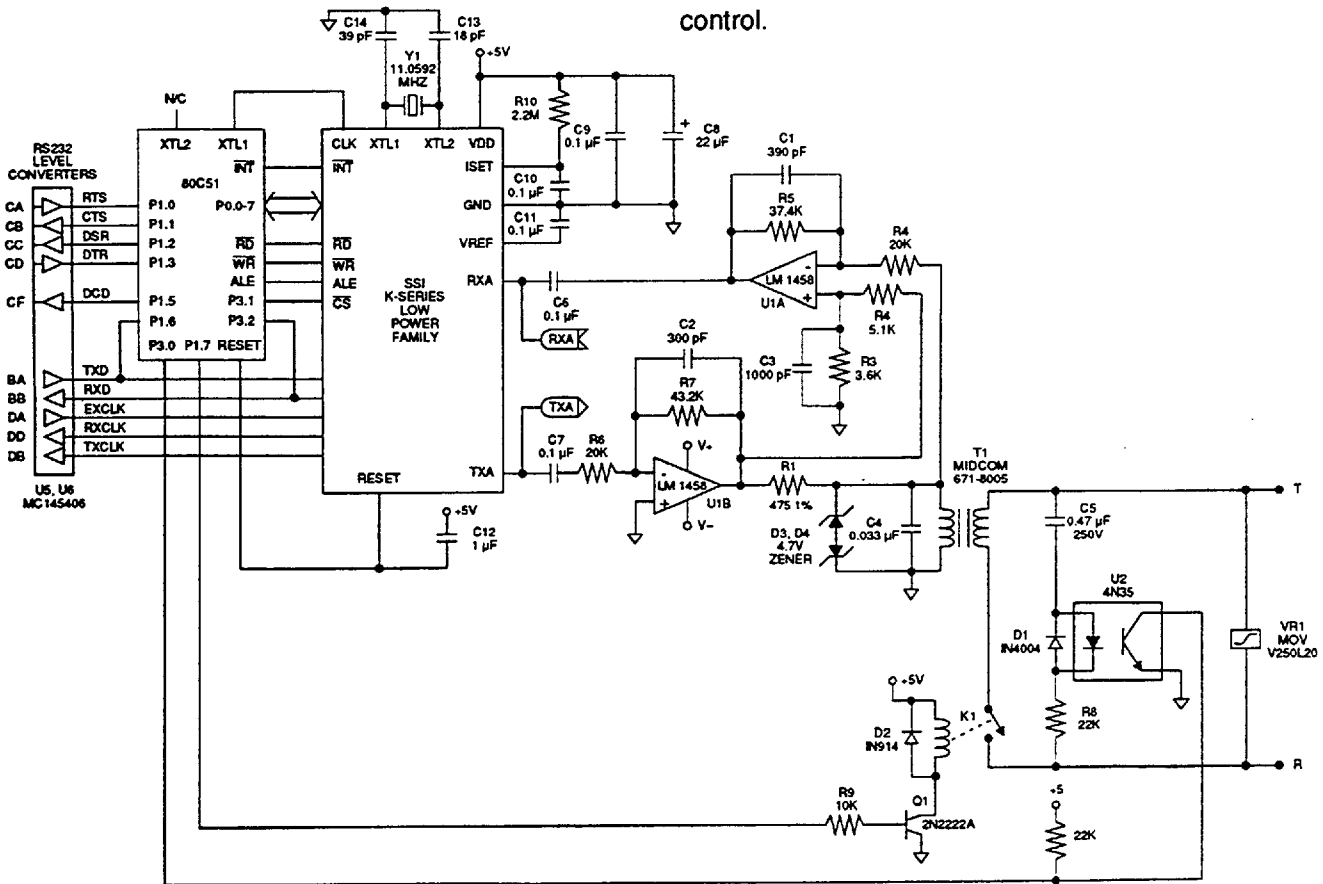 control.
C14
39 pF
C13
18 pF
Y1
11.0592
MHZ
+5V
N/C
R10
2.2M
C9
0.1 µF
+
C8
22 µF
C1
390 pF
R5
37.4K
R4
20K
RS232
LEVEL
CONVERTERS
XTL2 XTL1
CLK XTL1 XTL2 VDD
INT
INT
ISET
80C51
C10
0.1 µF
CA RTS P1.0 P0.0-7
GND
CB CTS P1.1
C11
0.1 µF
CC DSR P1.2 RD
RD
VREF
CD DTR P1.3 WR
WR
ALE
ALE
SSI
K-SERIES
LOW
POWER
FAMILY
RXA
-
LM 1458
+
U1A
CF DCD P1.5 P3.1
CS
C6
0.1 µF
R4
5.1K
P1.6 P3.2
P3.0 P1.7 RESET
RXA
C2
300 pF
C3
1000 pF
R3
3.6K
BA TXD
BB RXD
R7
43.2K
DA EXCLK
TXA
DD RXCLK
DB TXCLK
C7
0.1 µF
R6
20K
V+
T1
MIDCOM
671-8005
RESET
TXA
-
LM 1458
+
U1B
R1
475 1%
T
U5, U6
MC145406
+5V
V–
C12
1 µF
D3, D4
4.7V
ZENER
C4
0.033 µF
C5
0.47 µF
250V
U2
4N35
D1
IN4004
VR1
MOV
V250L20
+5V
K1
D2
IN914
R8
22K
R
R9
10K
Q1
2N2222A
+5
22K